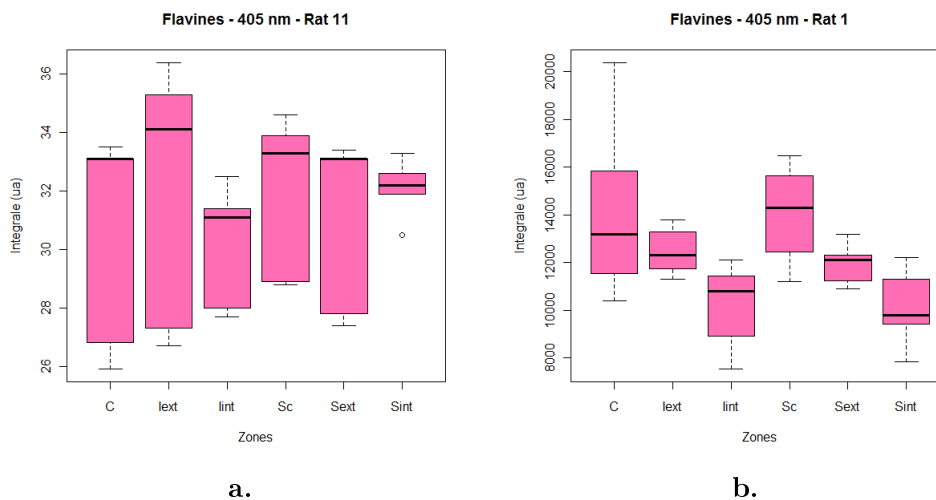 Flavines - 405 nm - Rat 11
Integrale (ua)
36
34
32
30
28
26
C Iext Iint Sc Sext Sint
Zones
a.
Flavines - 405 nm - Rat 1
Integrale (ua)
20000
18000
16000
14000
12000
10000
8000
C Iext Iint Sc Sext Sint
Zones
b.